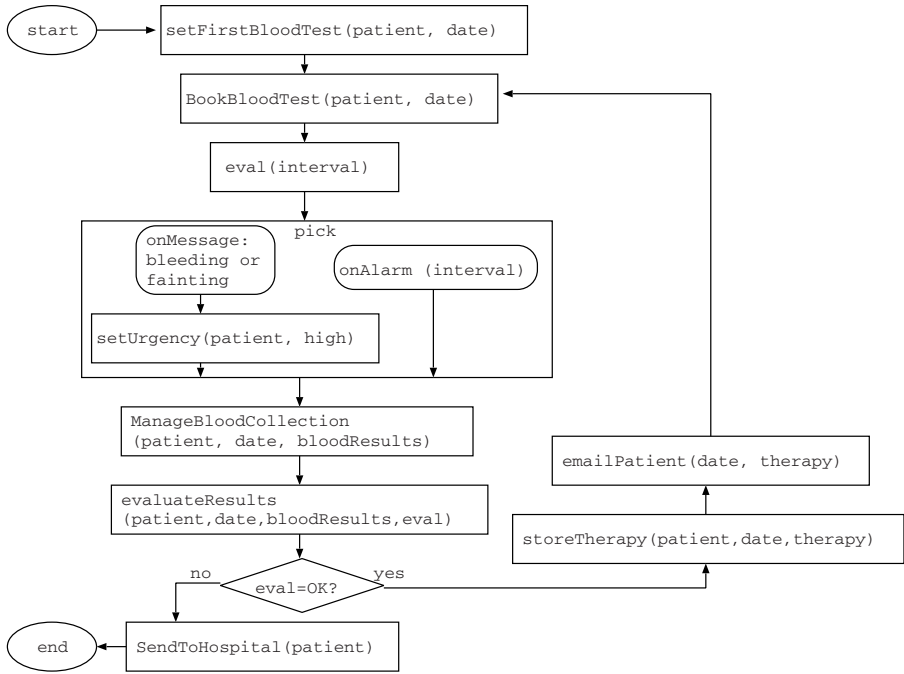 start
setFirstBloodTest(patient, date)
BookBloodTest(patient, date)
eval(interval)
pick
onMessage:
bleeding or
fainting
onAlarm (interval)
setUrgency(patient, high)
ManageBloodCollection
(patient, date, bloodResults)
emailPatient(date, therapy)
evaluateResults
(patient,date,bloodResults,eval)
storeTherapy(patient,date,therapy)
no
yes
eval=OK?
end
SendToHospital(patient)